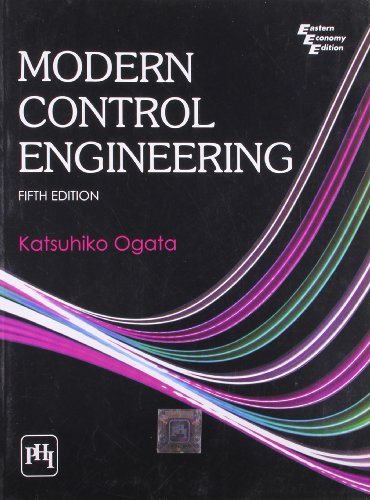 Eastern
Economy
Edition
MODERN
CONTROL
ENGINEERING
FIFTH EDITION
Katsuhiko Ogata
PHI